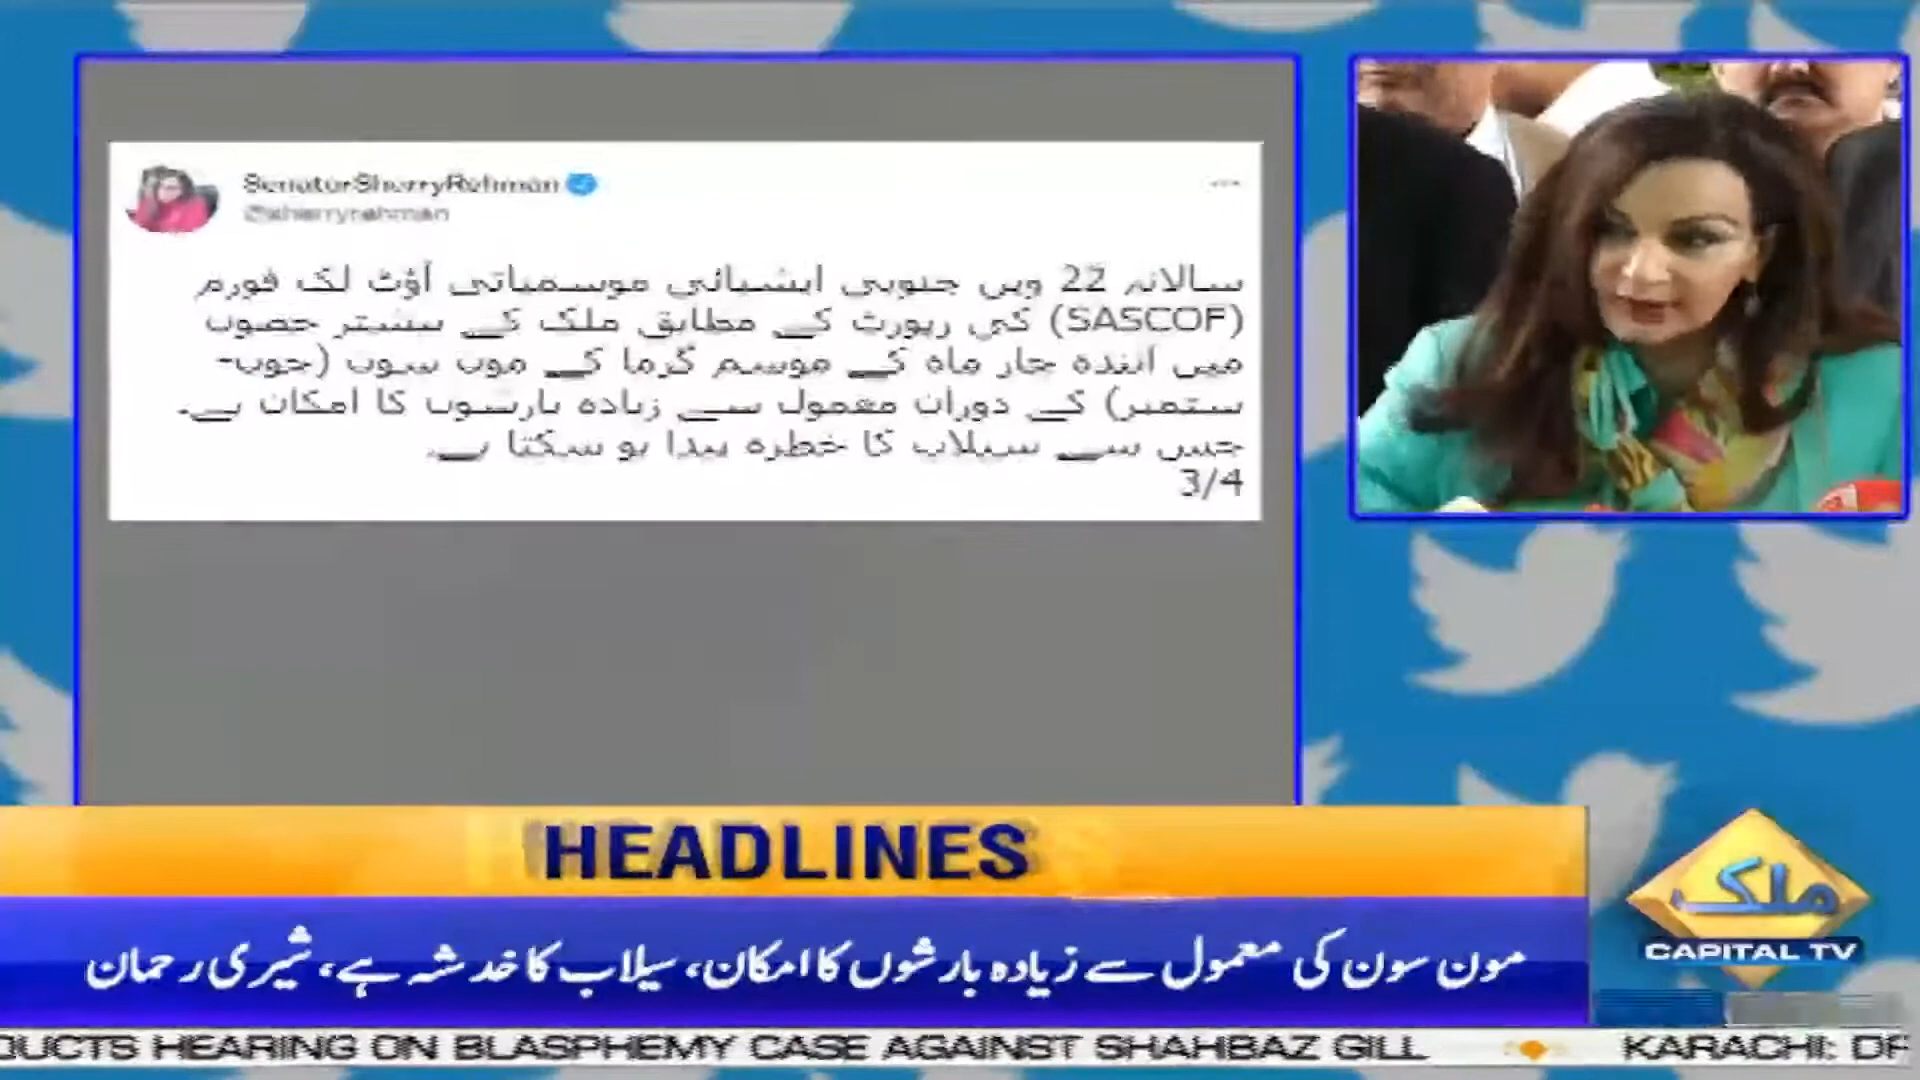 SenatorSherryRehman
@sherryrehman
سالانہ 22 ویں جنوبی ایشیائی موسمیاتی آؤٹ لک فورم
(SASCOF) کی رپورٹ کے مطابق ملک کے بیشتر حصوں
میں آئندہ چار ماہ کے موسم گرما کے مون سون (جون-
ستمبر) کے دوران معمول سے زیادہ بارشوں کا امکان ہے۔
جس سے سیلاب کا خطرہ پیدا ہو سکتا ہے۔
3/4
HEADLINES
مون سون کی معمول سے زیادہ بارشوں کا امکان، سیلاب کا خدشہ ہے، شیری رحمان
ملک
CAPITAL TV
DUCTS HEARING ON BLASPHEMY CASE AGAINST SHAHBAZ GILL KARACHI: